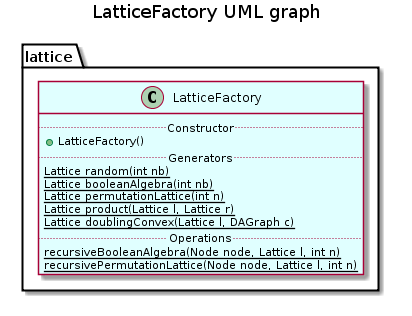 LatticeFactory UML graph
lattice
C LatticeFactory
Constructor
LatticeFactory()
Generators
Lattice random(int nb)
Lattice booleanAlgebra(int nb)
Lattice permutationLattice(int n)
Lattice product(Lattice l, Lattice r)
Lattice doublingConvex(Lattice l, DAGraph c)
Operations
recursiveBooleanAlgebra(Node node, Lattice l, int n)
recursivePermutationLattice(Node node, Lattice l, int n)